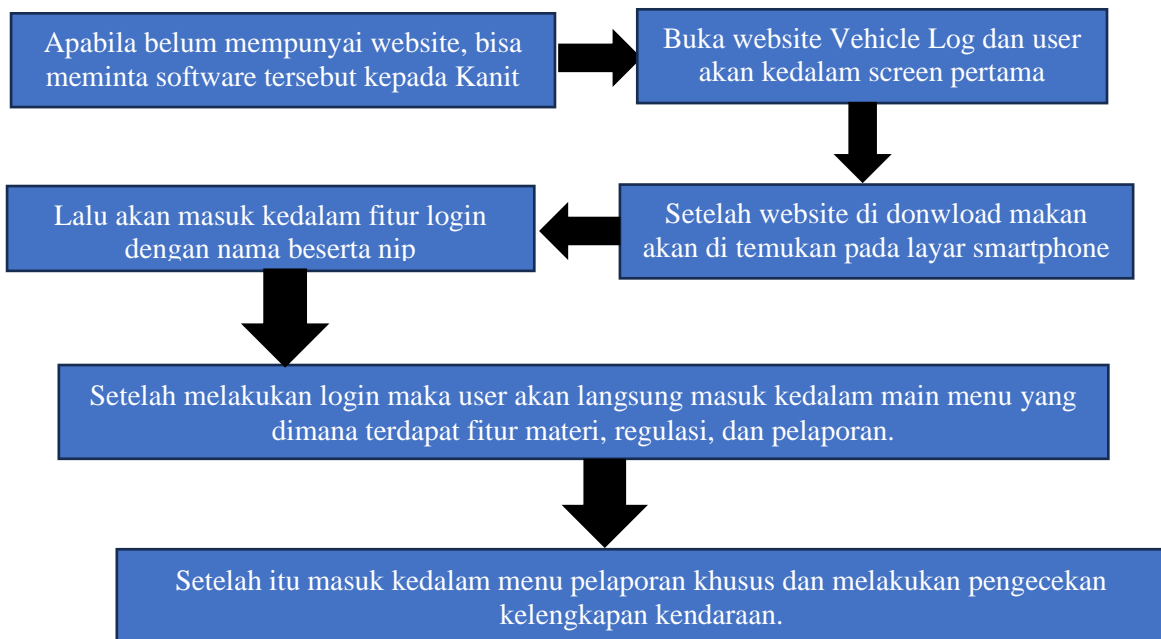 Apabila belum mempunyai website, bisa
meminta software tersebut kepada Kanit
Buka website Vehicle Log dan user
akan kedalam screen pertama
Setelah website di donwload makan
akan di temukan pada layar smartphone
Lalu akan masuk kedalam fitur login
dengan nama beserta nip
Setelah melakukan login maka user akan langsung masuk kedalam main menu yang
dimana terdapat fitur materi, regulasi, dan pelaporan.
Setelah itu masuk kedalam menu pelaporan khusus dan melakukan pengecekan
kelengkapan kendaraan.